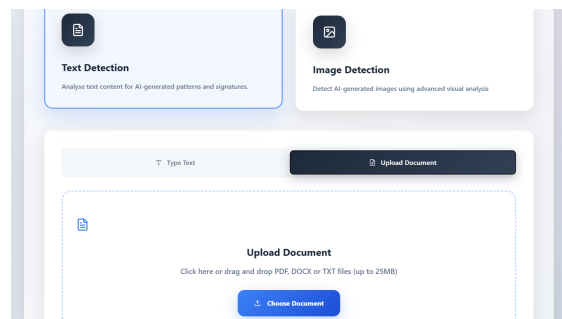 Text Detection
Analyse text content for AI-generated patterns and signatures.
Image Detection
Detect AI-generated images using advanced visual analysis
Type Text
Upload Document
Upload Document
Click here or drag and drop PDF, DOCX or TXT files (up to 25MB)
Choose Document